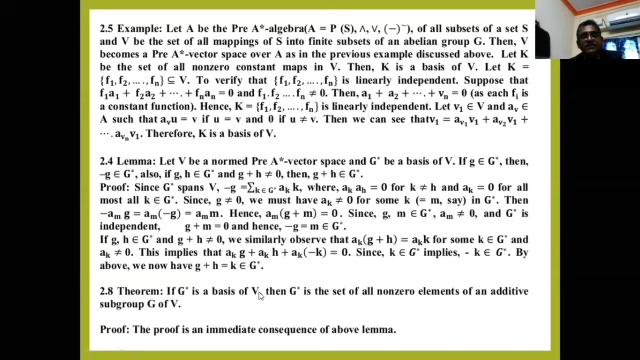 2.5 Example: Let A be the Pre A*-algebra(A = P (S), ∧, ∨, (−)⁻), of all subsets of a set S
and V be the set of all mappings of S into finite subsets of an abelian group G. Then, V
becomes a Pre A*-vector space over A as in the previous example discussed above. Let K
be the set of all nonzero constant maps in V. Then, K is a basis of V. Let K =
{f₁, f₂, ...., fₙ} ⊆ V. To verify that {f₁, f₂, ...., fₙ} is linearly independent. Suppose that
f₁a₁ + f₂a₂ + ⋯. +fₙaₙ = 0 and f₁. f₂ .... fₙ ≠ 0. Then, a₁ + a₂ + ⋯. +vₙ = 0 (as each fᵢ is
a constant function). Hence, K = {f₁, f₂, ...., fₙ} is linearly independent. Let v₁ ∈ V and aᵥ ∈
A such that aᵥu = v if u = v and 0 if u ≠ v. Then we can see thatv₁ = aᵥ₁v₁ + aᵥ₂v₁ +
⋯. aᵥₙv₁. Therefore, K is a basis of V.
2.4 Lemma: Let V be a normed Pre A*-vector space and G* be a basis of V. If g ∈ G*, then,
−g ∈ G*, also, if g, h ∈ G* and g + h ≠ 0, then, g + h ∈ G*.
Proof: Since G* spans V, −g =∑ₖ∈G* aₖ k, where, aₖ aₕ = 0 for k ≠ h and aₖ = 0 for all
most all k ∈ G*. Since, g ≠ 0, we must have aₖ ≠ 0 for some k (= m, say) in G*. Then
−aₘ g = aₘ(−g) = aₘm. Hence, aₘ(g + m) = 0. Since, g, m ∈ G*, aₘ ≠ 0, and G* is
independent, g + m = 0 and hence, −g = m ∈ G*.
If g, h ∈ G* and g + h ≠ 0, we similarly observe that aₖ(g + h) = aₖk for some k ∈ G* and
aₖ ≠ 0. This implies that aₖ g + aₖ h + aₖ(−k) = 0. Since, k ∈ G* implies, - k ∈ G*. By
above, we now have g + h = k ∈ G*.
2.8 Theorem: If G* is a basis of V, then G* is the set of all nonzero elements of an additive
subgroup G of V.
Proof: The proof is an immediate consequence of above lemma.